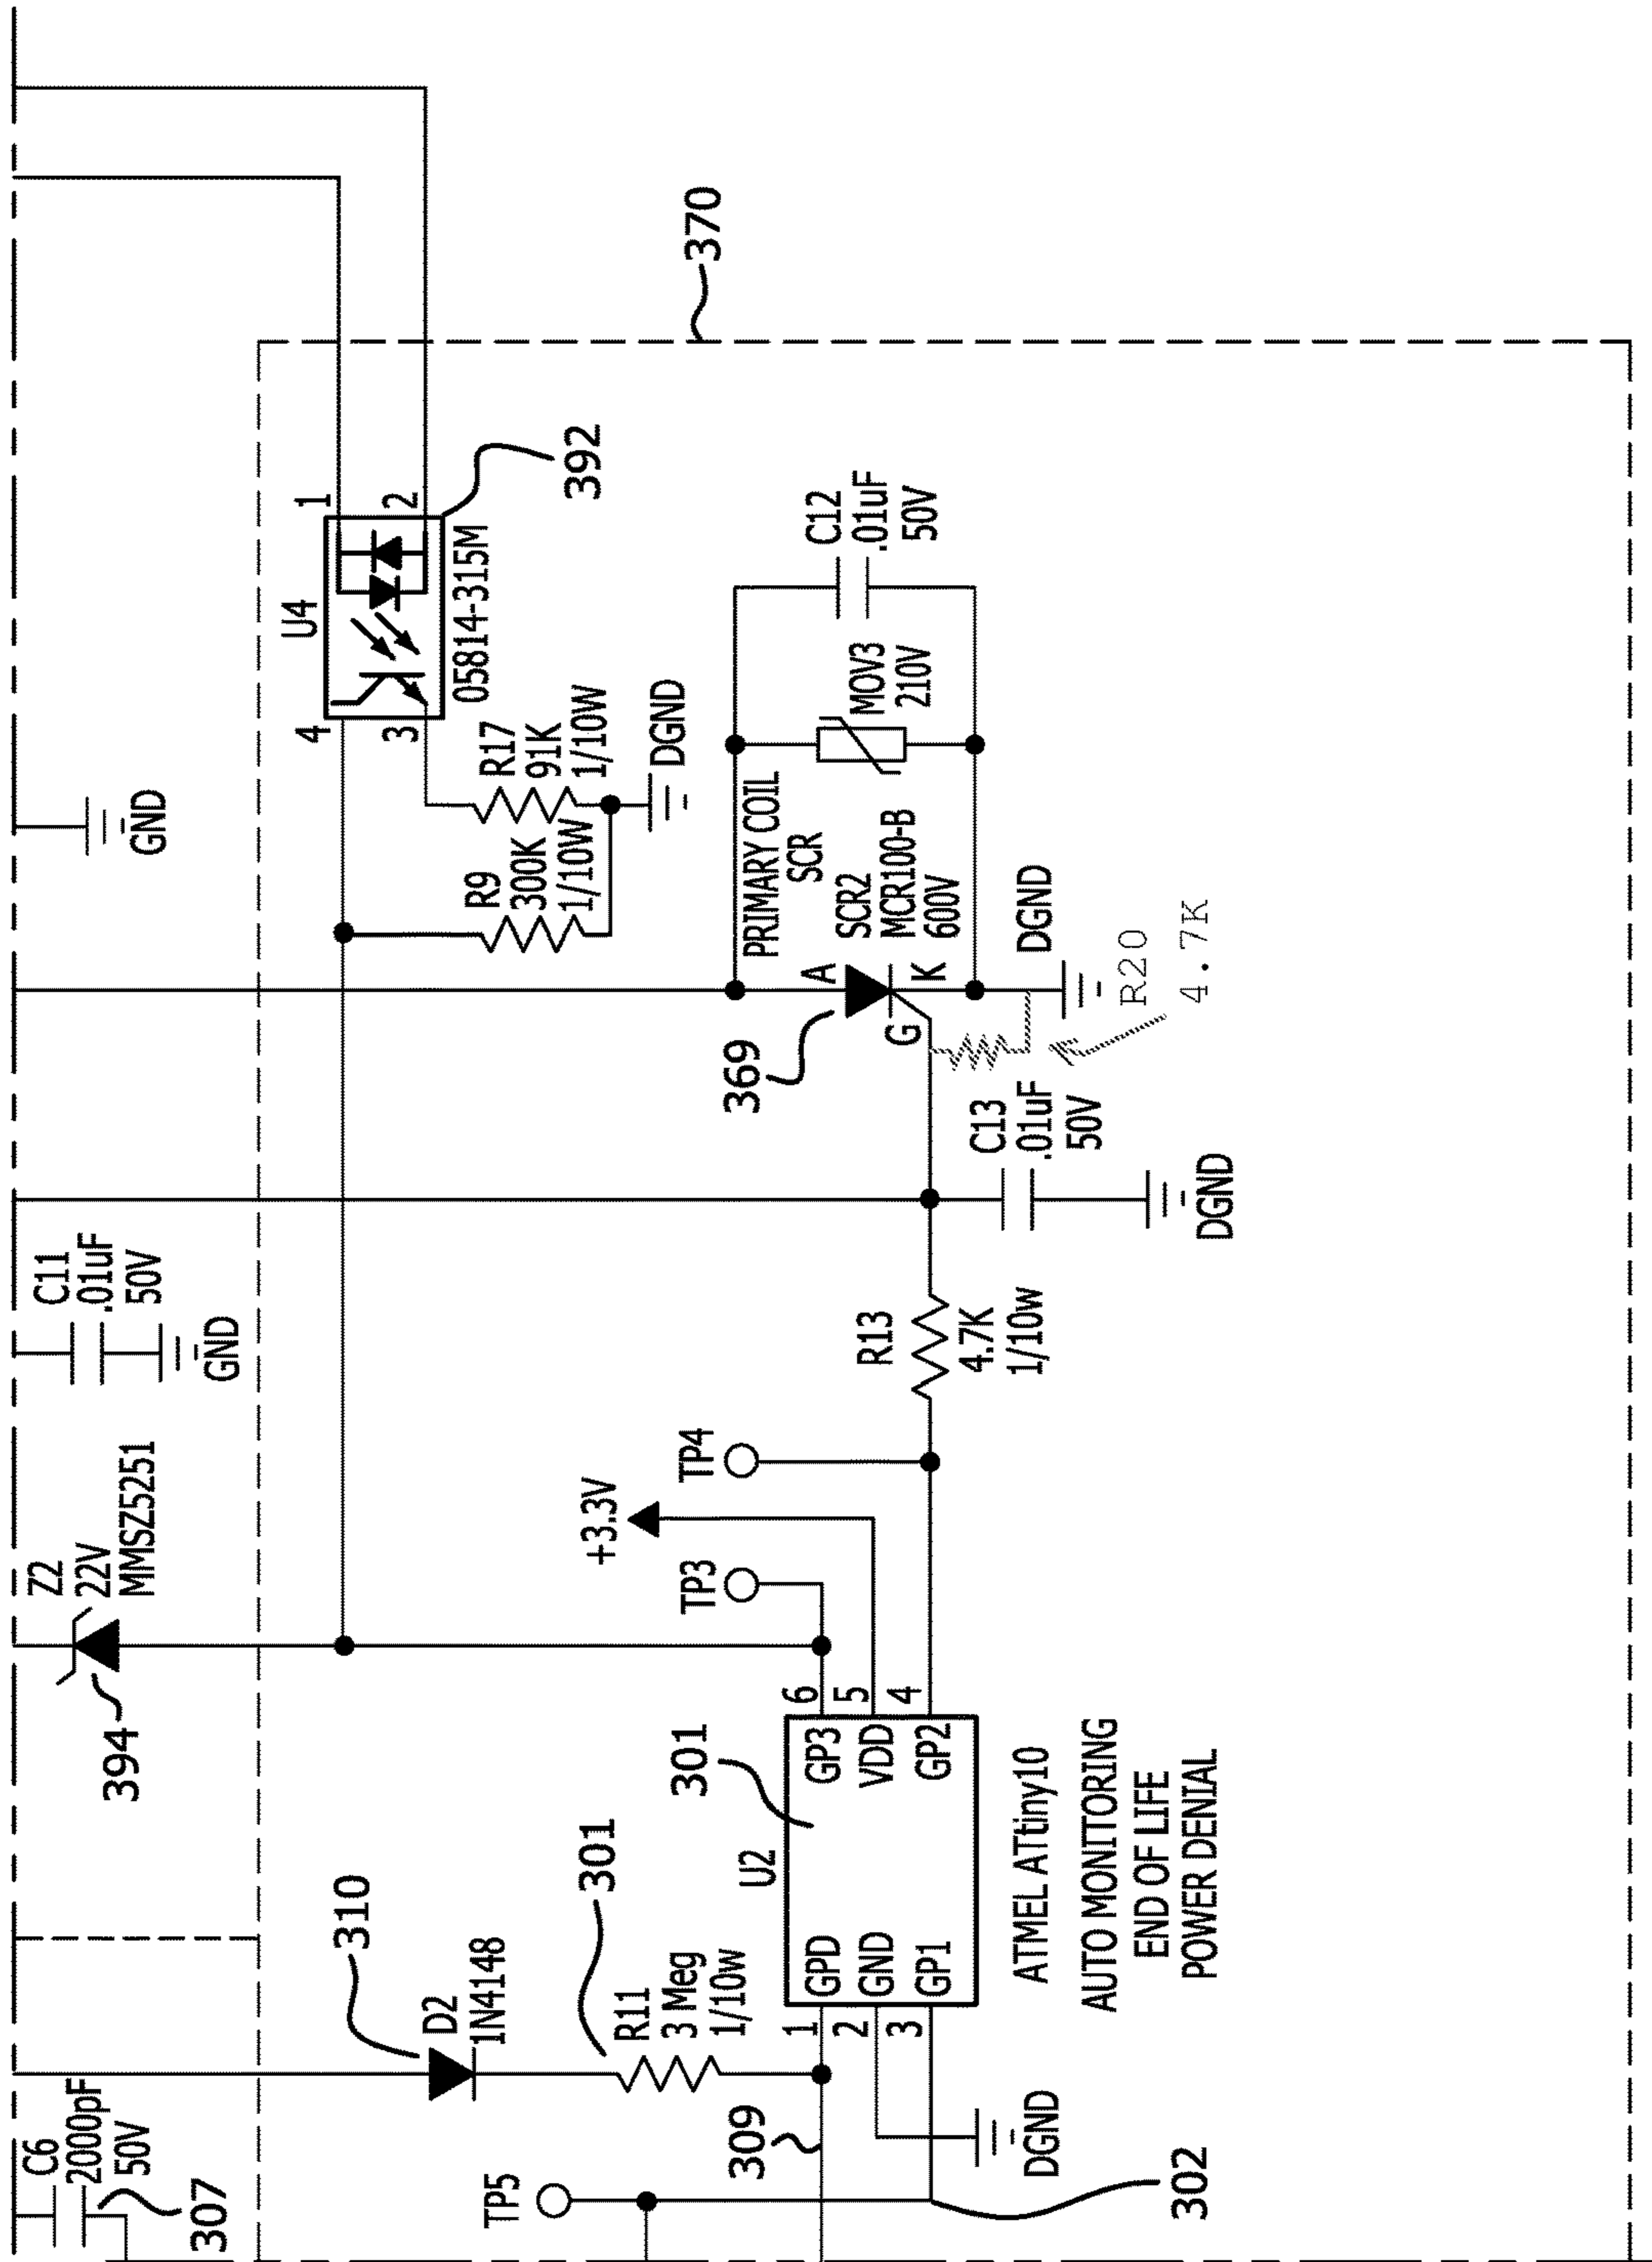 370
392
1
2
U4
05814-315M
4
3
R17
91K
1/10W
R9
300K
1/10W
DGND
GND
C12
.01uF
50V
MOV3
210V
PRIMARY COIL
SCR
SCR2
MCR100-B
600V
A
K
G
369
DGND
R20
4.7K
C13
.01uF
50V
DGND
C11
.01uF
50V
GND
R13
4.7K
1/10w
TP4
+3.3V
TP3
Z2
22V
MMSZ5251
394
6
5
4
GP3
VDD
GP2
301
U2
GPD
GND
GP1
1
2
3
ATMEL ATtiny10
AUTO MONITORING
END OF LIFE
POWER DENIAL
310
D2
1N4148
301
R11
3 Meg
1/10w
309
DGND
302
TP5
C6
2000pF
50V
307